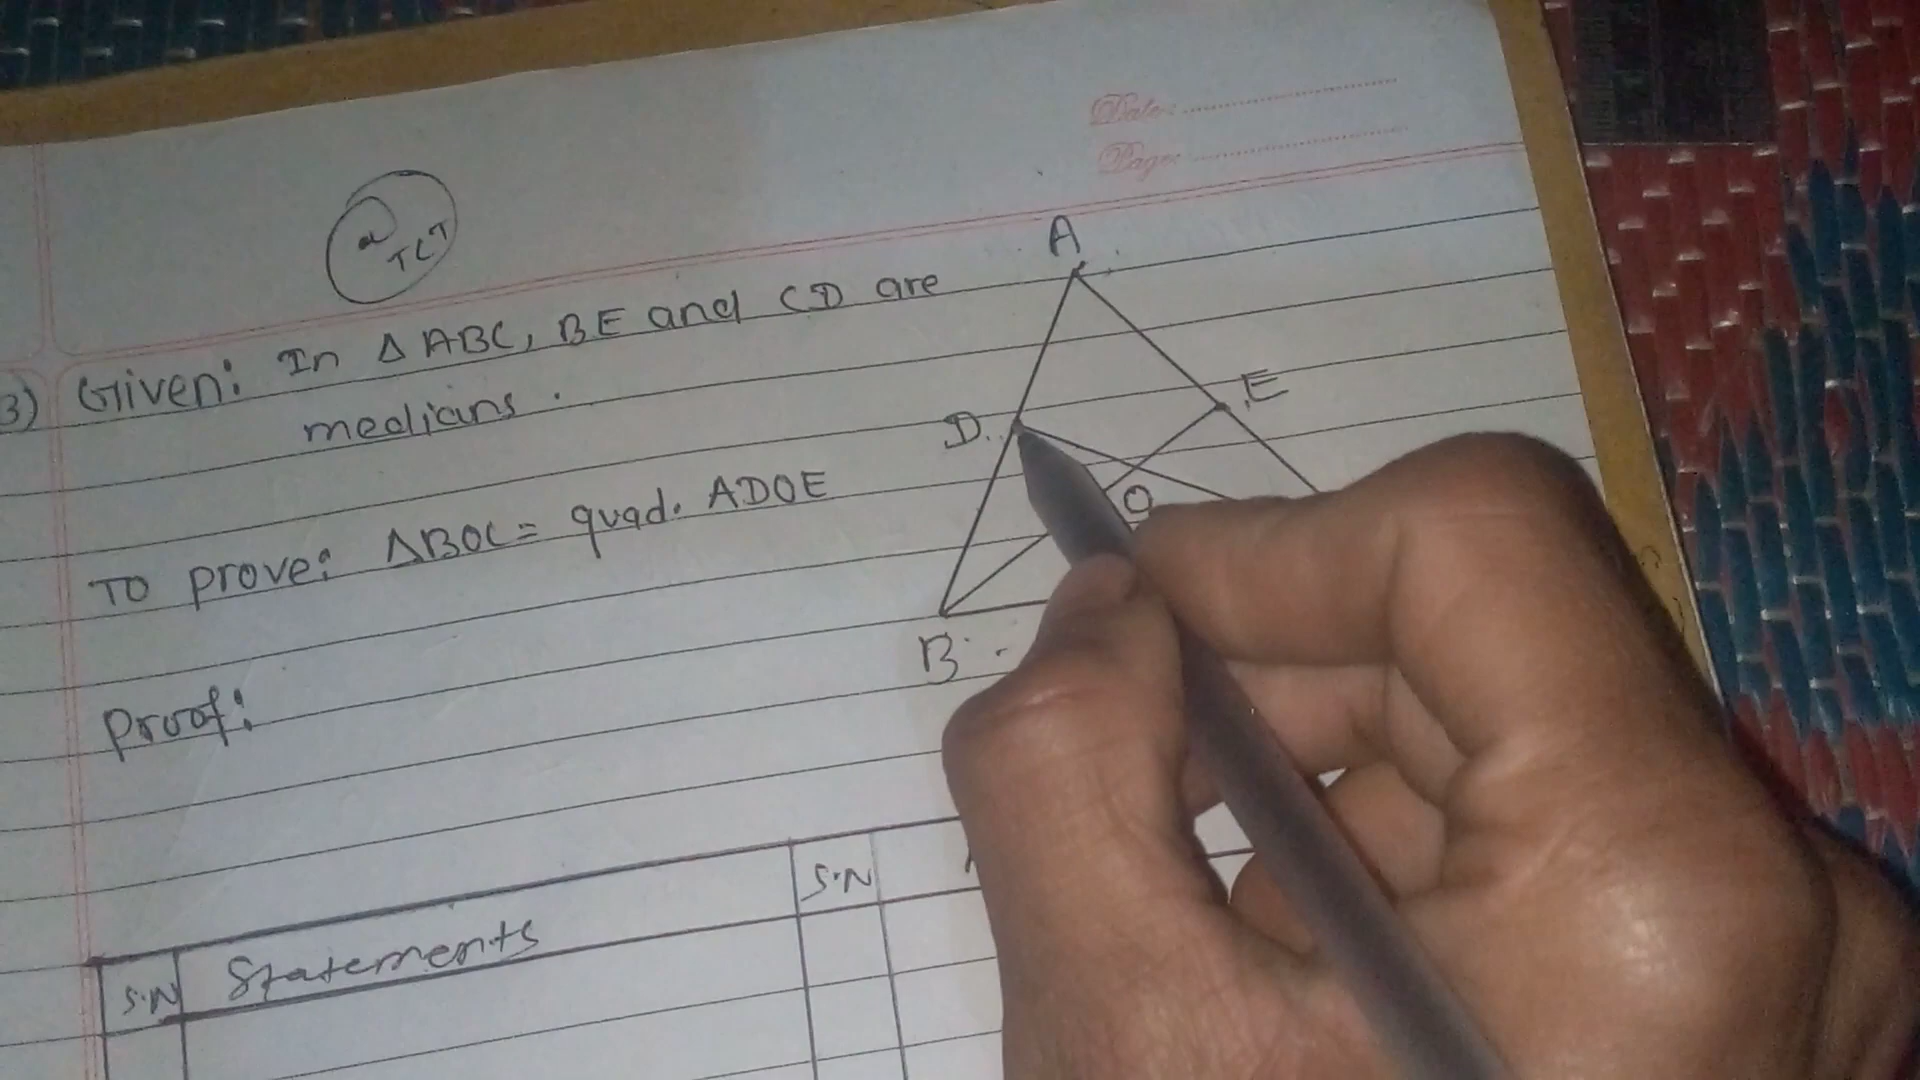 Date:
Page:
TLT
3) Given: In △ABC, BE and CD are
medians.
To prove: △BOC = quad. ADOE
Proof:
A
D
E
O
B
S.N Statements S.N